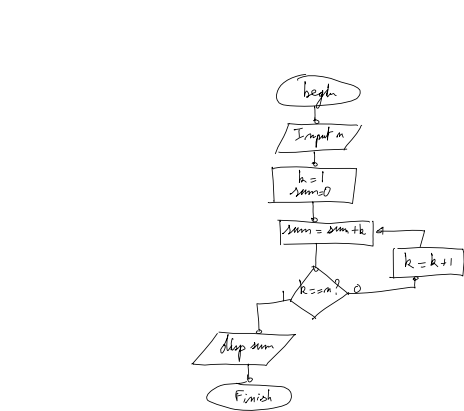 begin
Input n
k = 1
sum=0
sum = sum + k
k = k+1
k==n?
1
0
disp sum
Finish